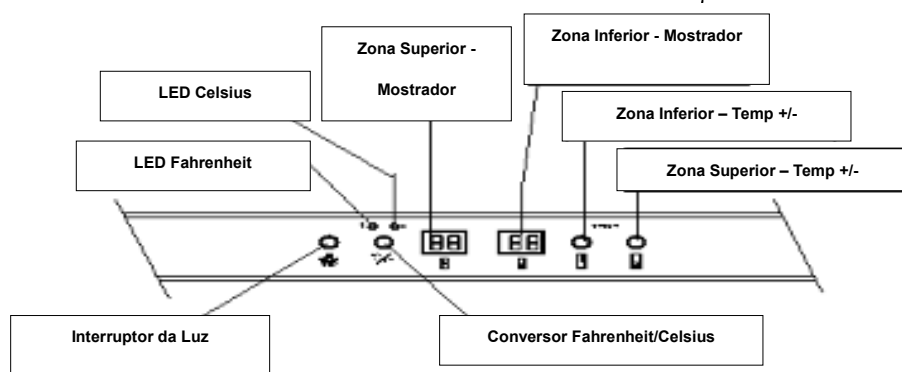 Zona Superior -
Mostrador
Zona Inferior - Mostrador
LED Celsius
Zona Inferior – Temp +/-
LED Fahrenheit
Zona Superior – Temp +/-
Interruptor da Luz
Conversor Fahrenheit/Celsius